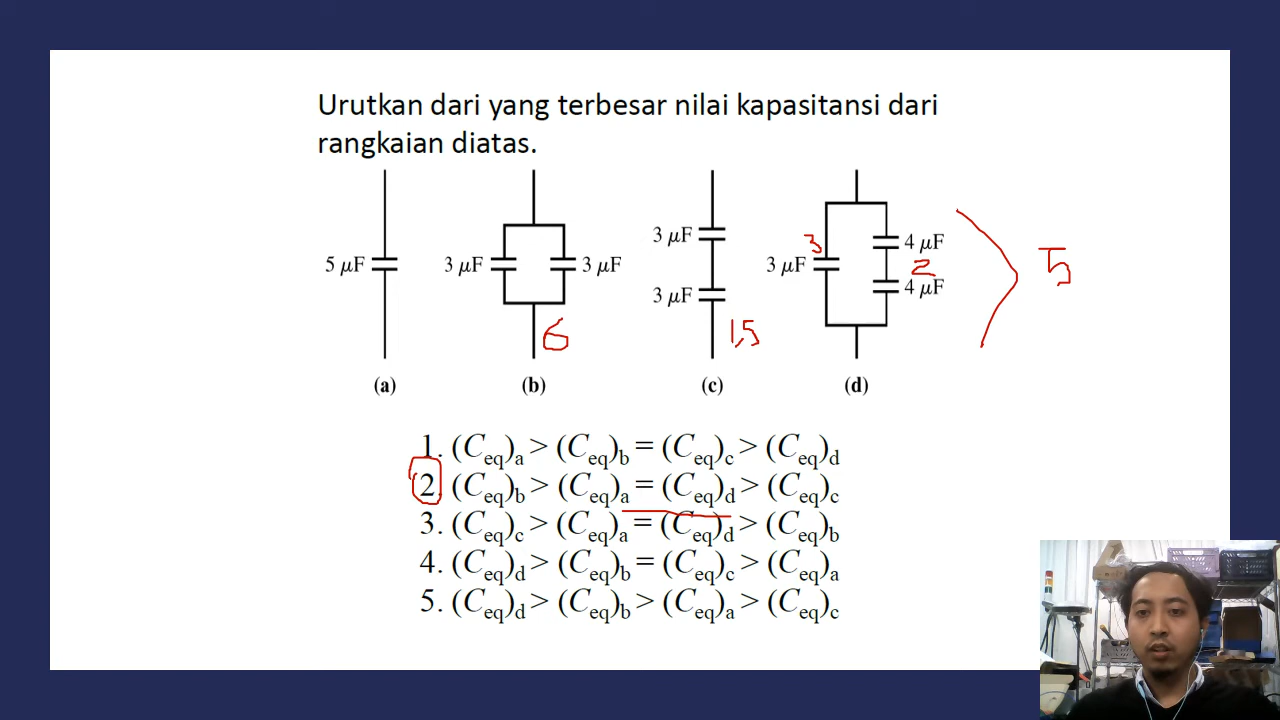 Urutkan dari yang terbesar nilai kapasitansi dari
rangkaian diatas.
5 μF
3 μF
3 μF
6
(a)
(b)
3 μF
3 μF
1,5
(c)
3
3 μF
4 μF
2
4 μF
5
(d)
1. (Ceq)a > (Ceq)b = (Ceq)c > (Ceq)d
2. (Ceq)b > (Ceq)a = (Ceq)d > (Ceq)c
3. (Ceq)c > (Ceq)a = (Ceq)d > (Ceq)b
4. (Ceq)d > (Ceq)b = (Ceq)c > (Ceq)a
5. (Ceq)d > (Ceq)b > (Ceq)a > (Ceq)c